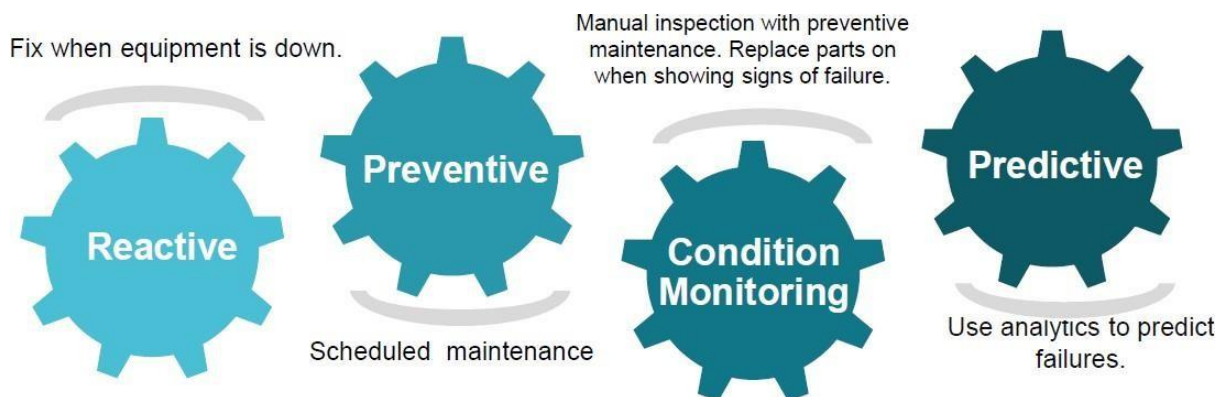 Fix when equipment is down.
Reactive
Preventive
Scheduled maintenance
Manual inspection with preventive
maintenance. Replace parts on
when showing signs of failure.
Condition
Monitoring
Predictive
Use analytics to predict
failures.